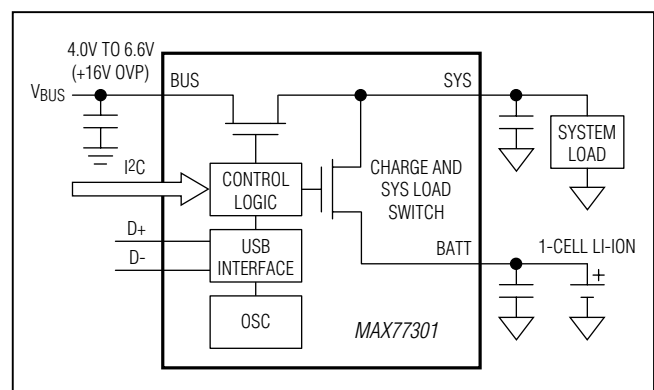 4.0V TO 6.6V
(+16V OVP)
VBUS
BUS
SYS
I2C
CONTROL
LOGIC
CHARGE AND
SYS LOAD
SWITCH
SYSTEM
LOAD
D+
D-
USB
INTERFACE
BATT
1-CELL LI-ION
+
OSC
MAX77301